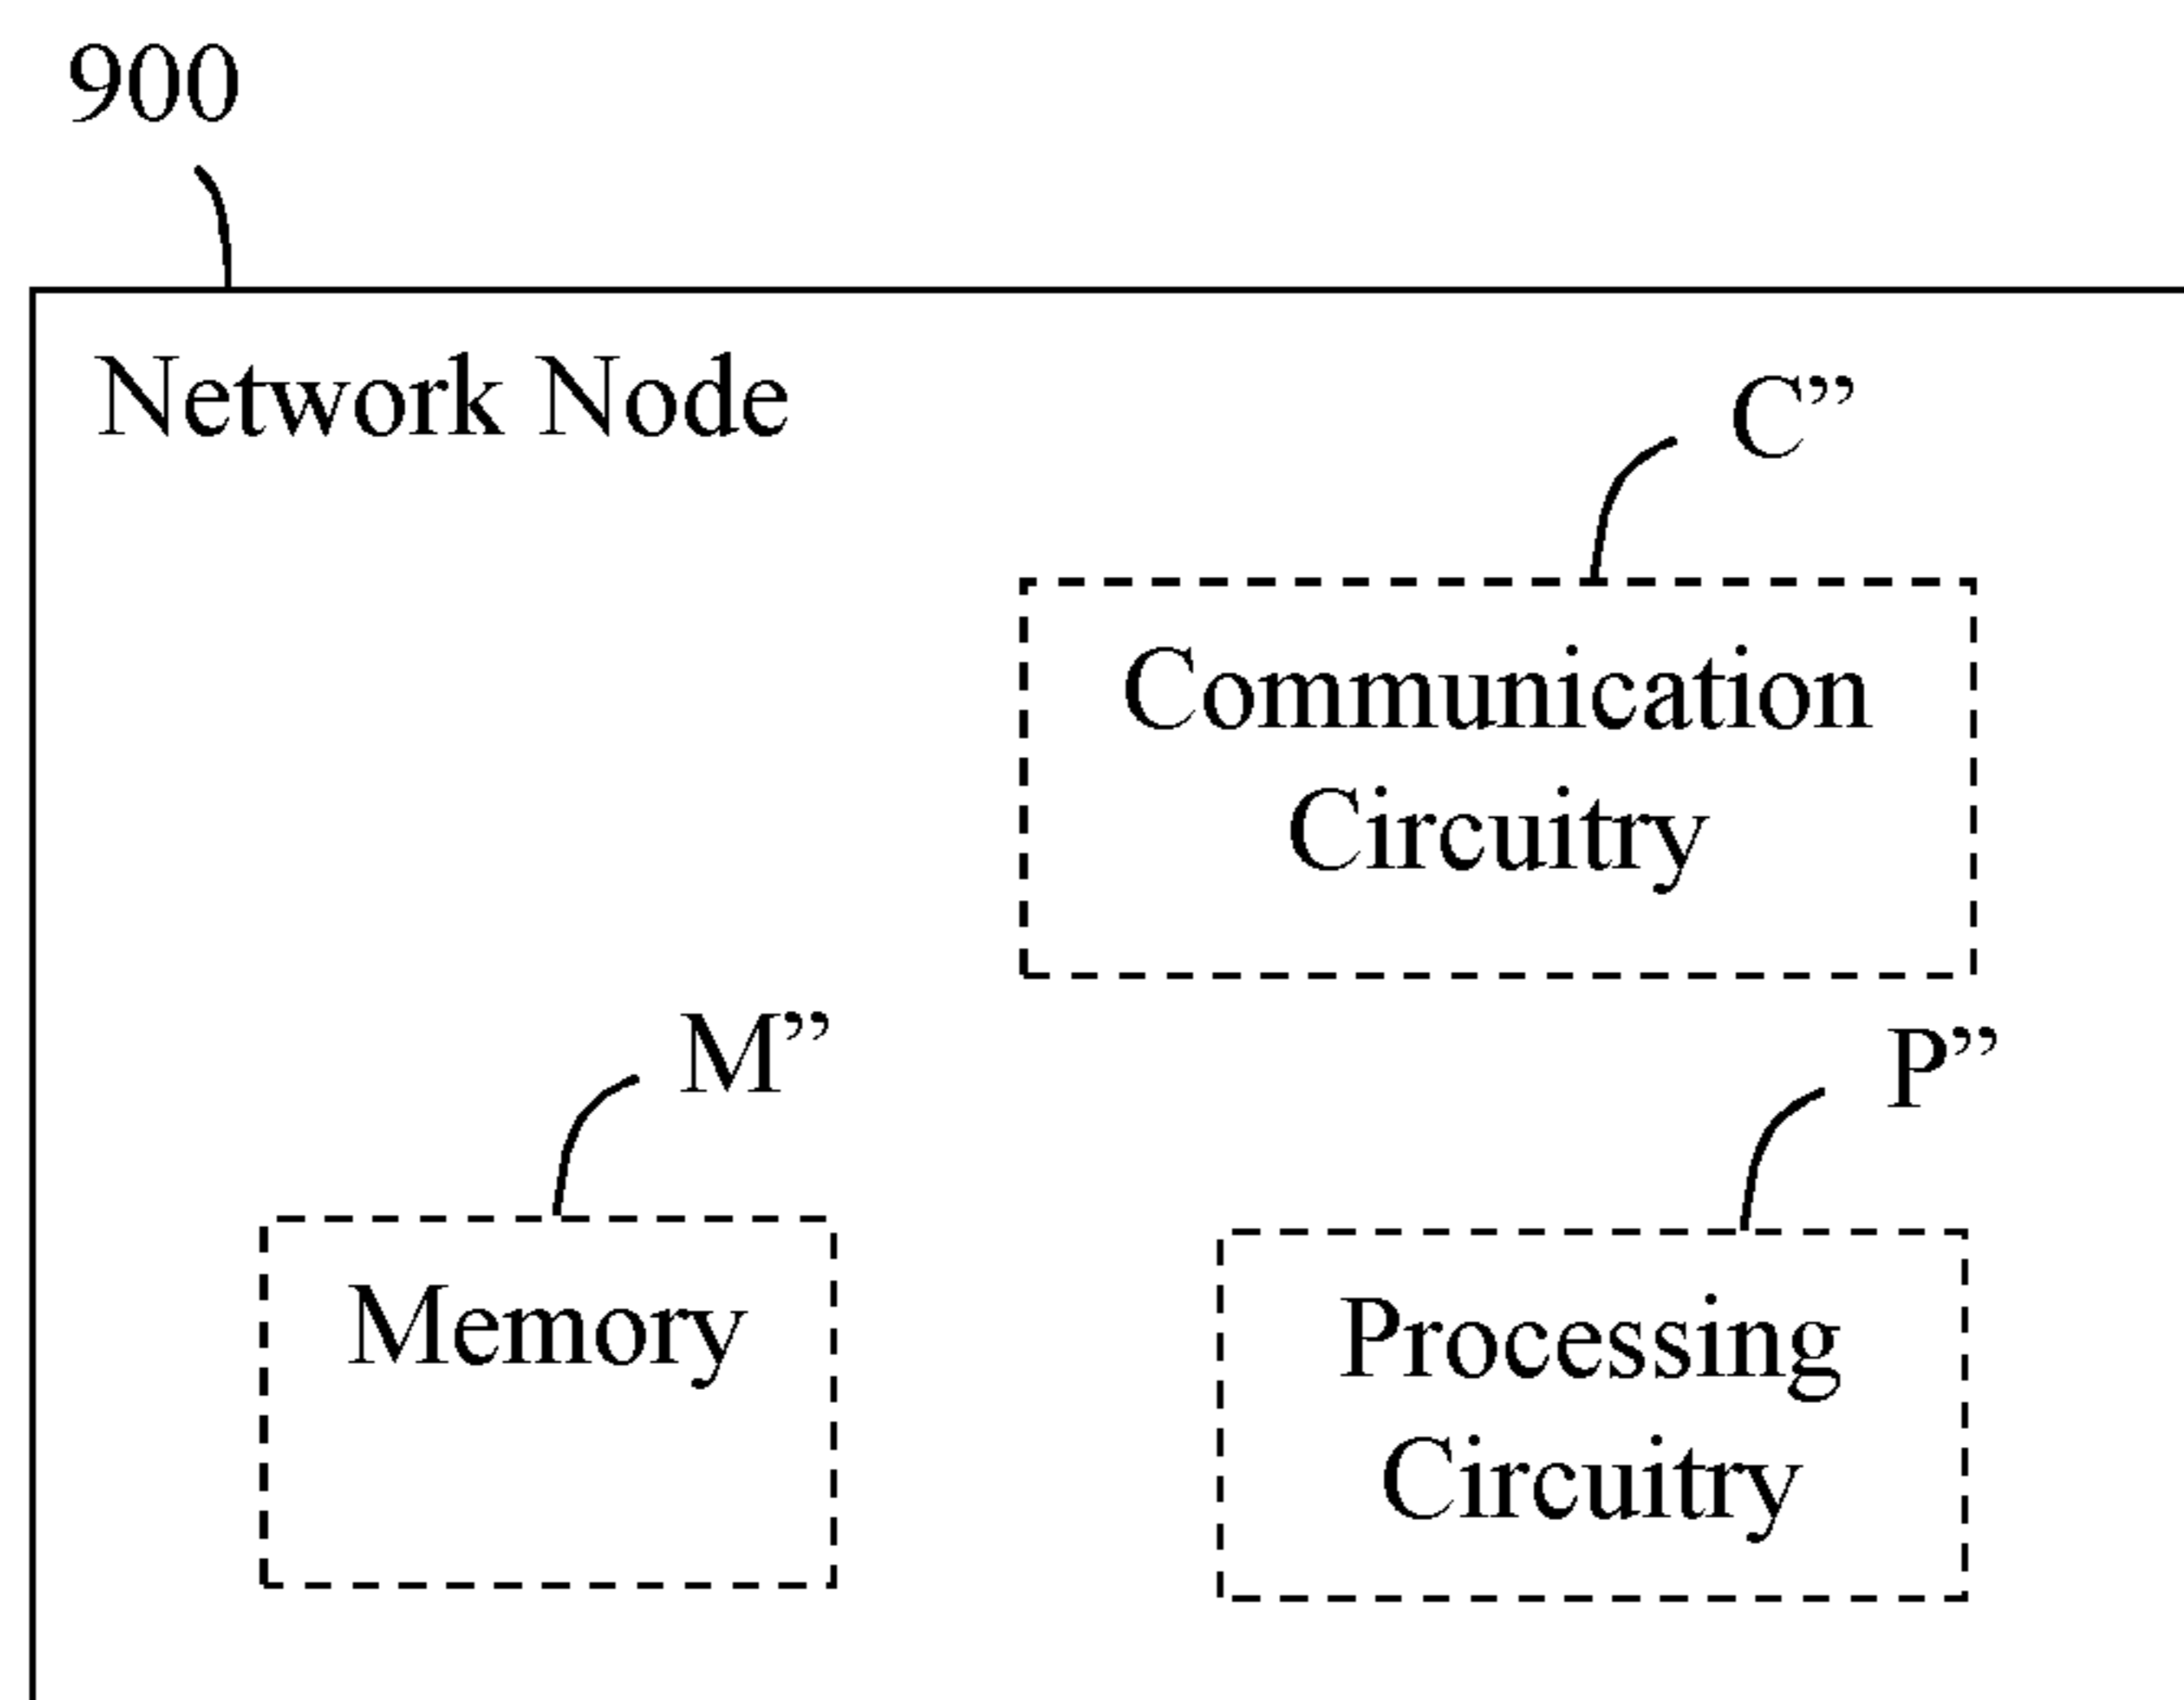 900
Network Node
C”
Communication
Circuitry
M”
P”
Memory
Processing
Circuitry